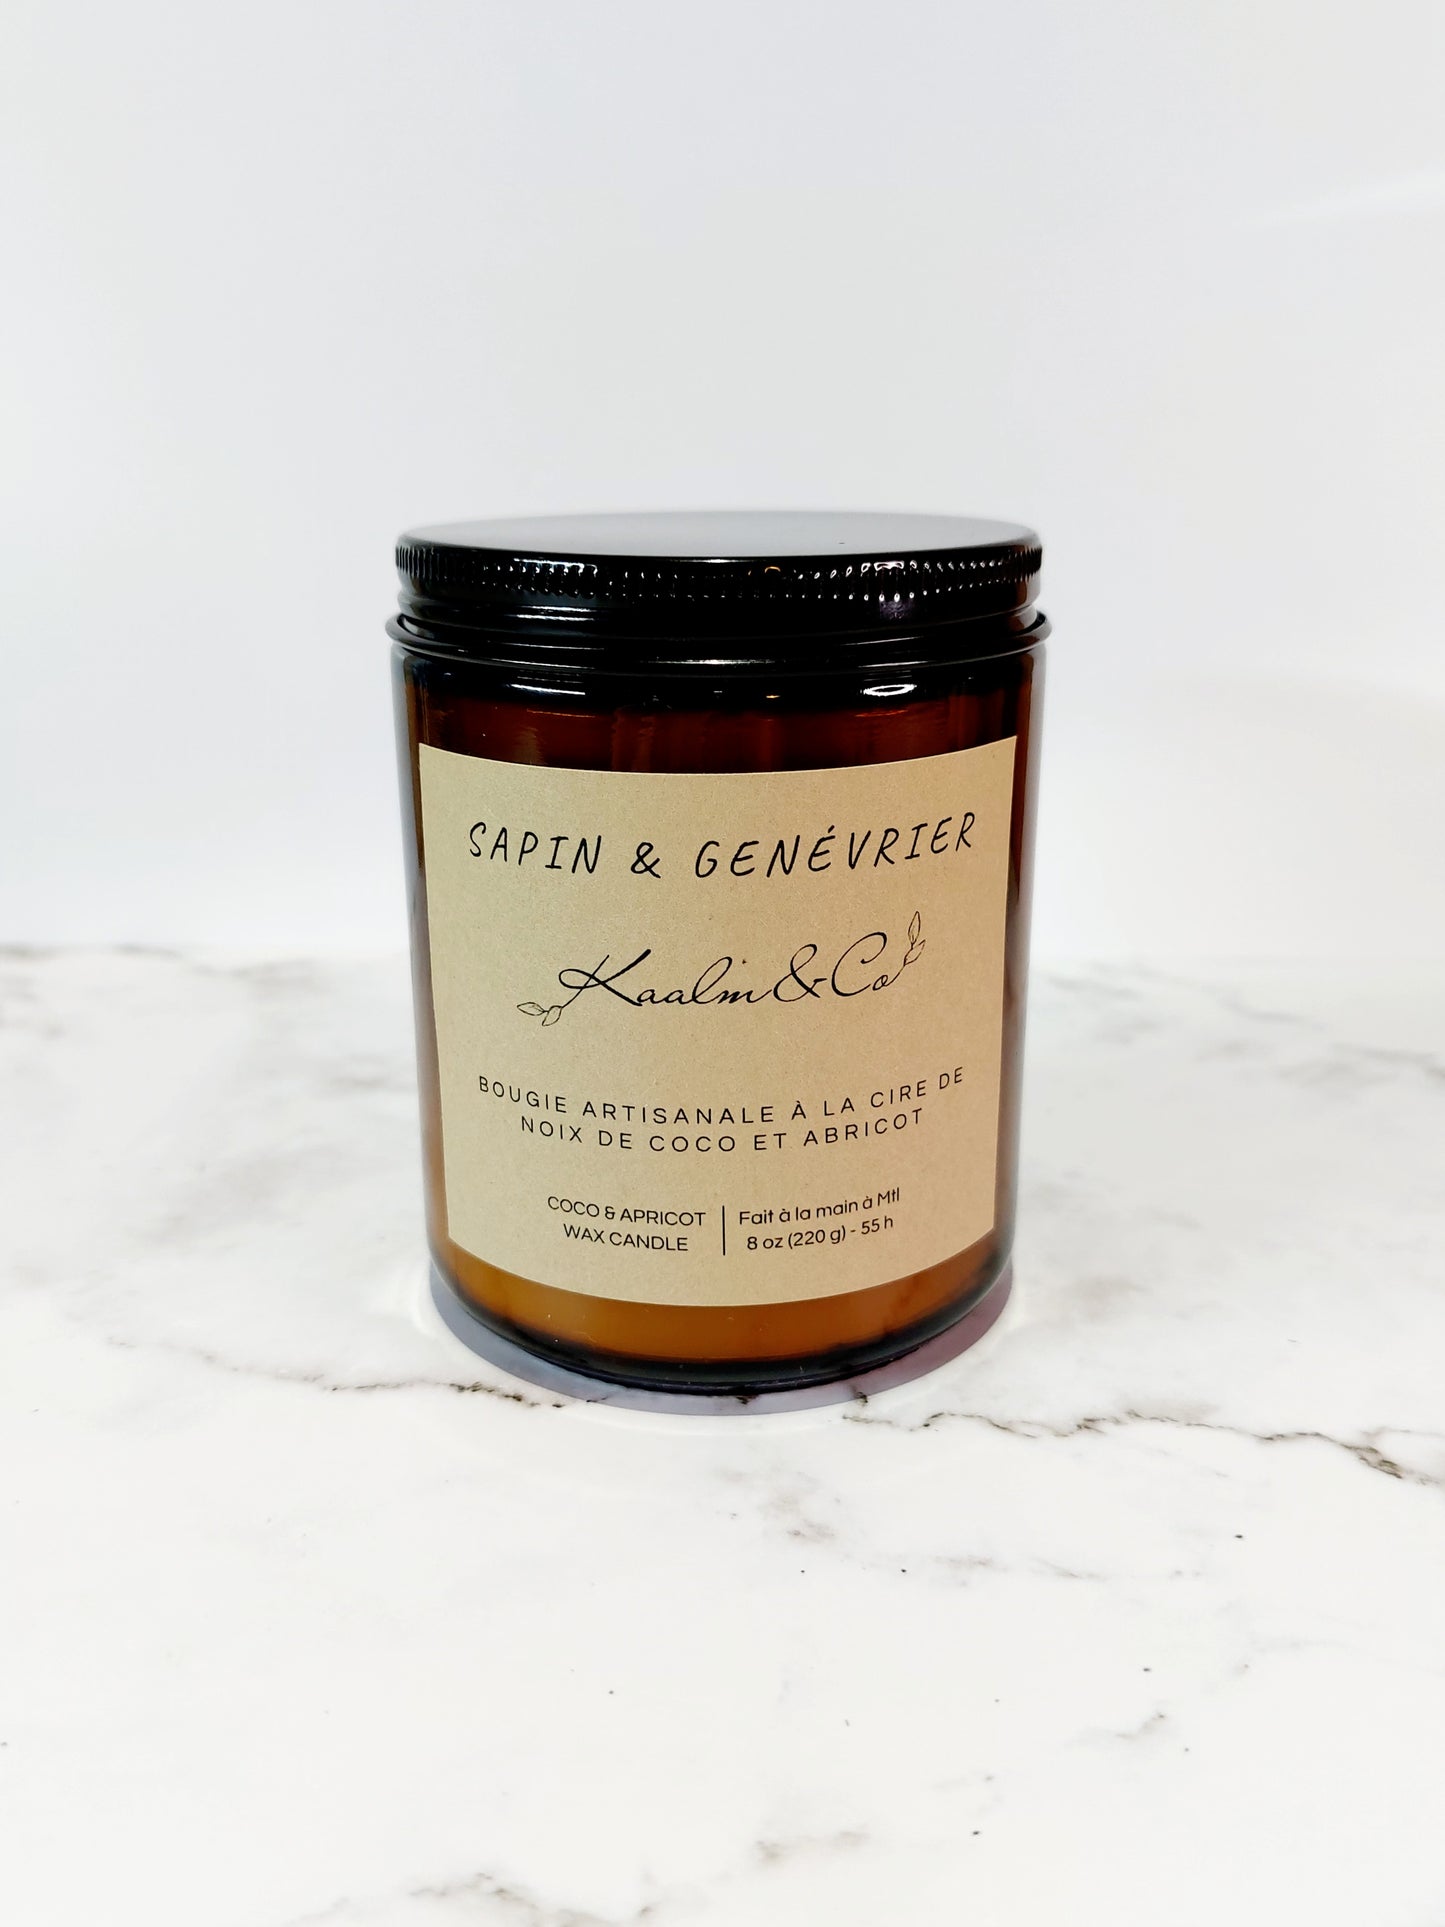 SAPIN & GENÉVRIER
Kaalm&Co
BOUGIE ARTISANALE À LA CIRE DE
NOIX DE COCO ET ABRICOT
COCO & APRICOT
WAX CANDLE
Fait à la main à Mtl
8 oz (220 g) - 55 h